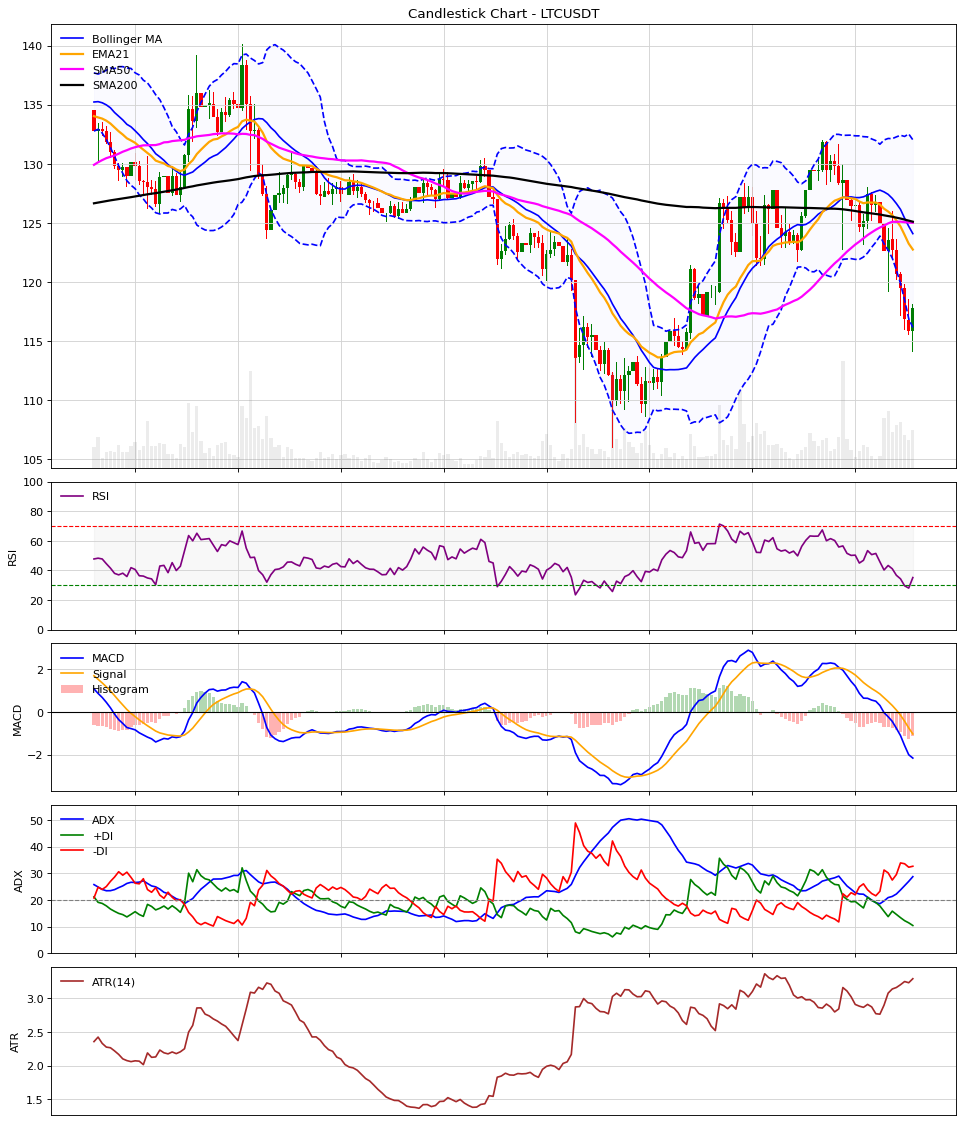 Candlestick Chart - LTCUSDT
Bollinger MA
EMA21
SMA50
SMA200
140
135
130
125
120
115
110
105
RSI
100
80
60
40
20
0
RSI
MACD
Signal
Histogram
2
0
−2
MACD
ADX
+DI
-DI
50
40
30
20
10
0
ADX
ATR(14)
3.0
2.5
2.0
1.5
ATR